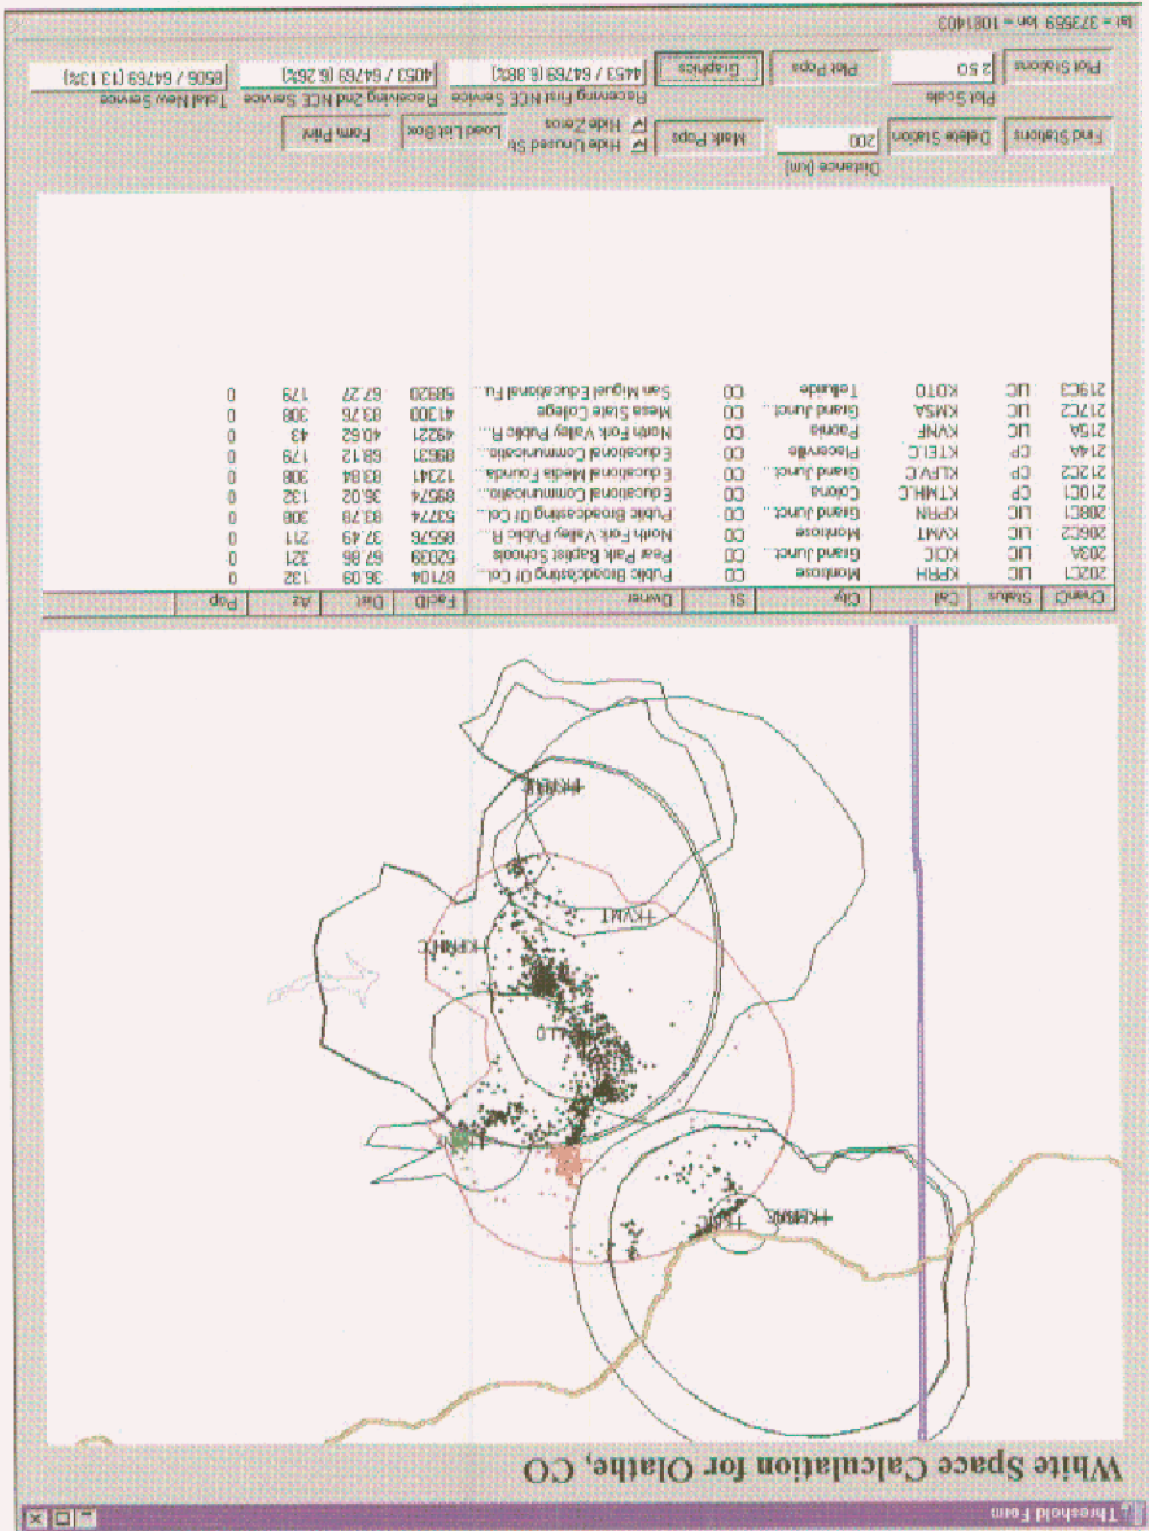 Threshold Form
White Space Calculation for Olathe, CO
KPRN
KVMT
ChanCl Status Call City St Owner FacID Dist Az Pop
202C1 LIC KPRH Montrose CO Public Broadcasting Of Col... 87104 36.09 132 0
203A LIC KCIC Grand Junct... CO Pear Park Baptist Schools 52039 67.86 321 0
206C2 LIC KVMT Montrose CO North Fork Valley Public R... 85576 37.49 211 0
208C1 LIC KPRN Grand Junct... CO Public Broadcasting Of Col... 53774 83.78 308 0
210C1 CP KTMH.C Colona CO Educational Communicatio... 89574 36.02 132 0
212C2 CP KLFV.C Grand Junct... CO Educational Media Founda... 12341 83.84 308 0
214A CP KTEI.C Placerville CO Educational Communicatio... 89631 68.12 179 0
215A LIC KVNF Paonia CO North Fork Valley Public R... 49221 40.62 43 0
217C2 LIC KMSA Grand Junct... CO Mesa State College 41300 83.76 308 0
219C3 LIC KOTO Telluride CO San Miguel Educational Fu... 58920 67.27 179 0
Distance (km)
Find Stations Delete Station 200 Mark Pops Hide Unused Str Load List Box Form Print
Hide Zeros
Plot Scale Receiving First NCE Service Receiving 2nd NCE Service Total New Service
Plot Stations 2.50 Plot Pops Graphics 4453 / 64769 (6.88%) 4053 / 64769 (6.26%) 8506 / 64769 (13.13%)
lat = 373559 lon = 1081403